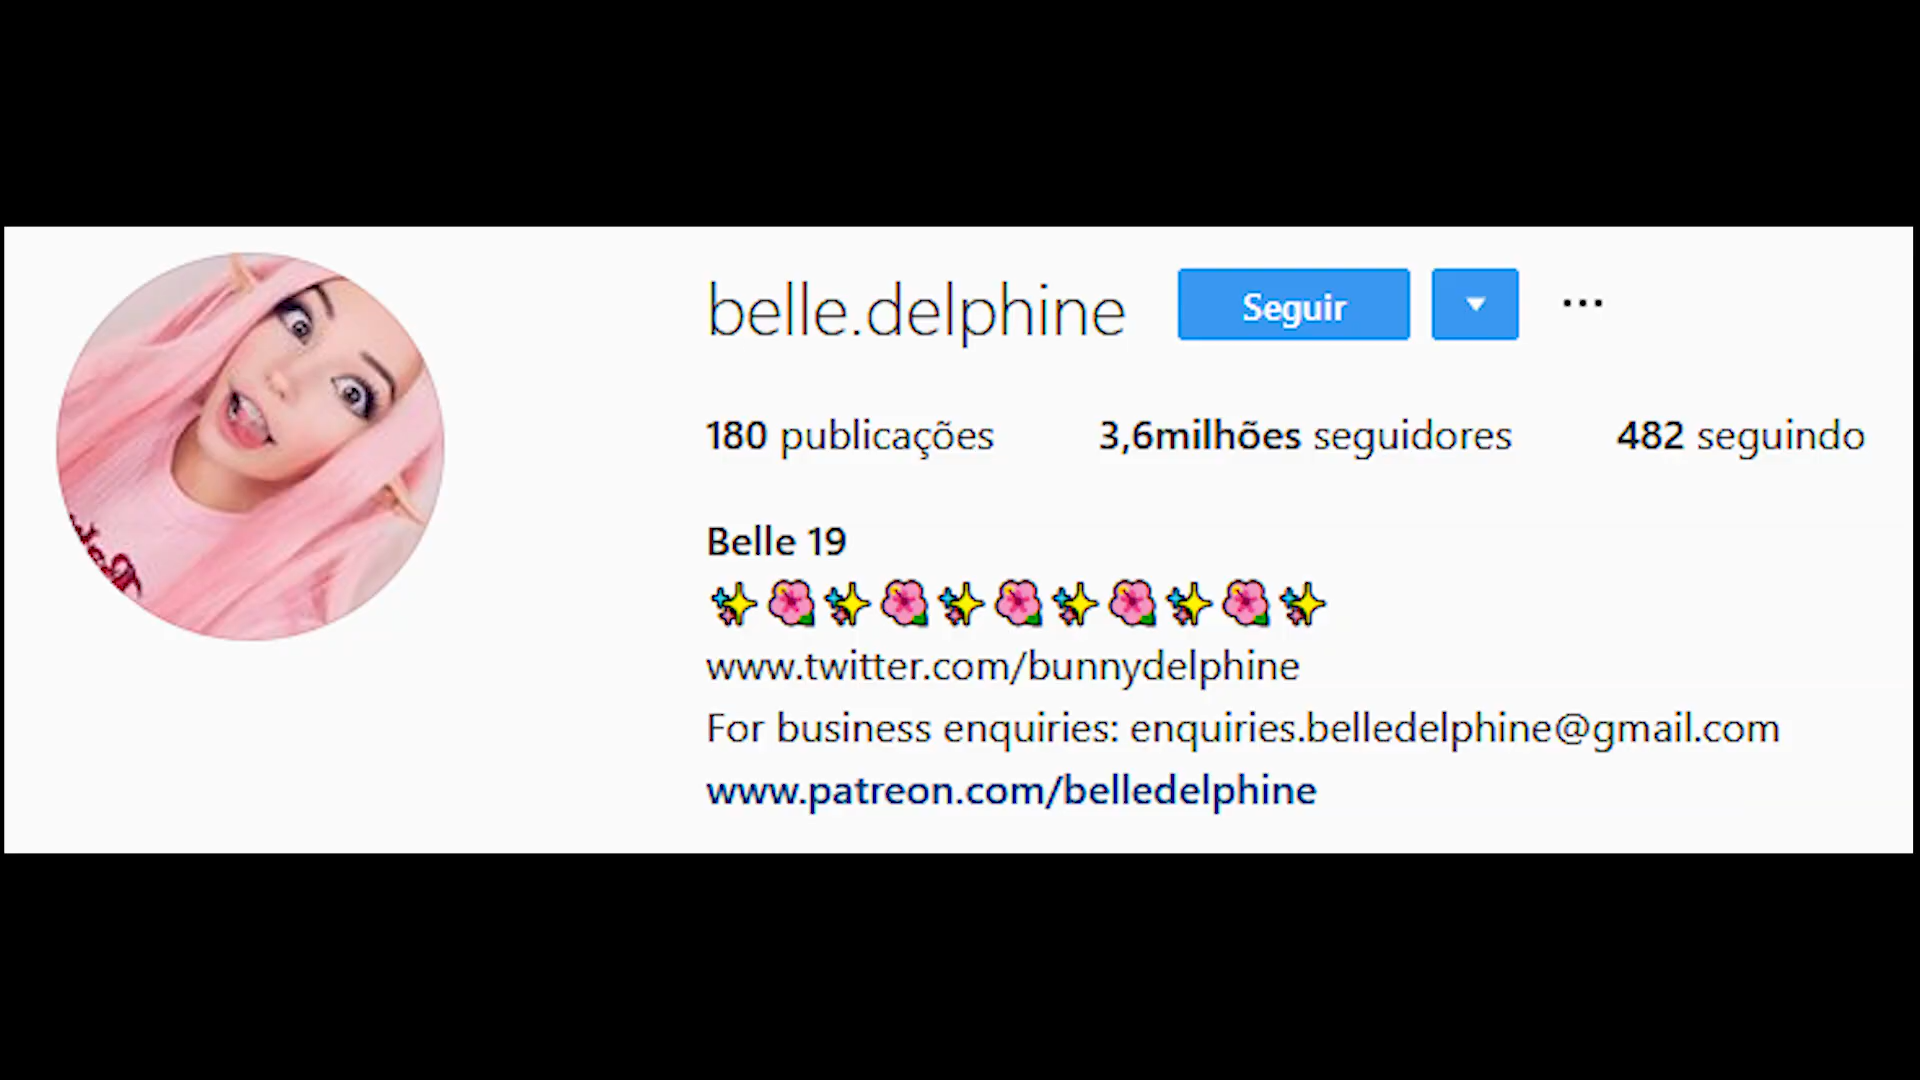 belle.delphine Seguir ...
180 publicações 3,6milhões seguidores 482 seguindo
Belle 19
www.twitter.com/bunnydelphine
For business enquiries: enquiries.belledelphine@gmail.com
www.patreon.com/belledelphine